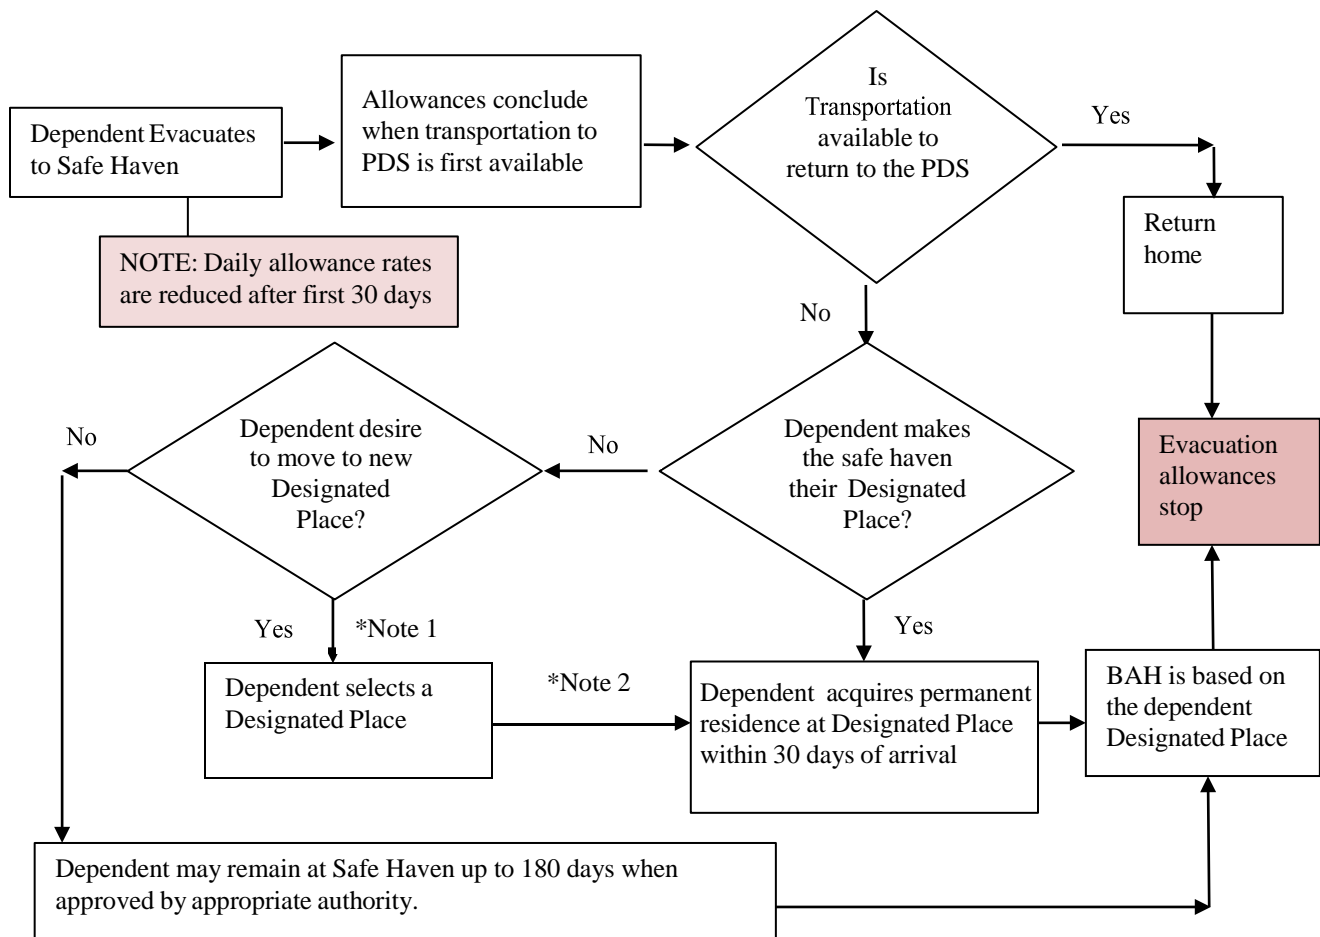 Dependent Evacuates
to Safe Haven
Allowances conclude
when transportation to
PDS is first available
Is
Transportation
available to
return to the PDS
Yes
Return
home
NOTE: Daily allowance rates
are reduced after first 30 days
No
No
Dependent desire
to move to new
Designated
Place?
No
Dependent makes
the safe haven
their Designated
Place?
Evacuation
allowances
stop
Yes
*Note 1
Yes
Dependent selects a
Designated Place
*Note 2
Dependent acquires permanent
residence at Designated Place
within 30 days of arrival
BAH is based on
the dependent
Designated Place
Dependent may remain at Safe Haven up to 180 days when
approved by appropriate authority.